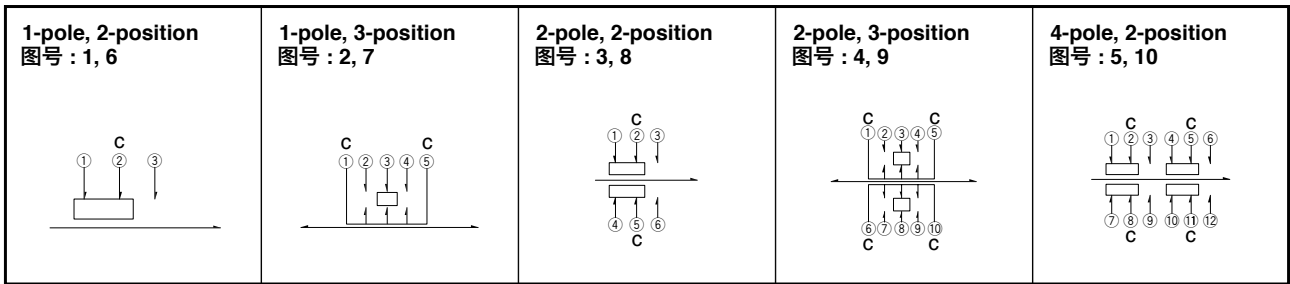 1-pole, 2-position
图号 : 1, 6
C
① ② ③
1-pole, 3-position
图号 : 2, 7
C C
① ② ③ ④ ⑤
2-pole, 2-position
图号 : 3, 8
C
① ② ③
④ ⑤ ⑥
C
2-pole, 3-position
图号 : 4, 9
C C
① ② ③ ④ ⑤
⑥ ⑦ ⑧ ⑨ ⑩
C C
4-pole, 2-position
图号 : 5, 10
C C
① ② ③ ④ ⑤ ⑥
⑦ ⑧ ⑨ ⑩ ⑪ ⑫
C C